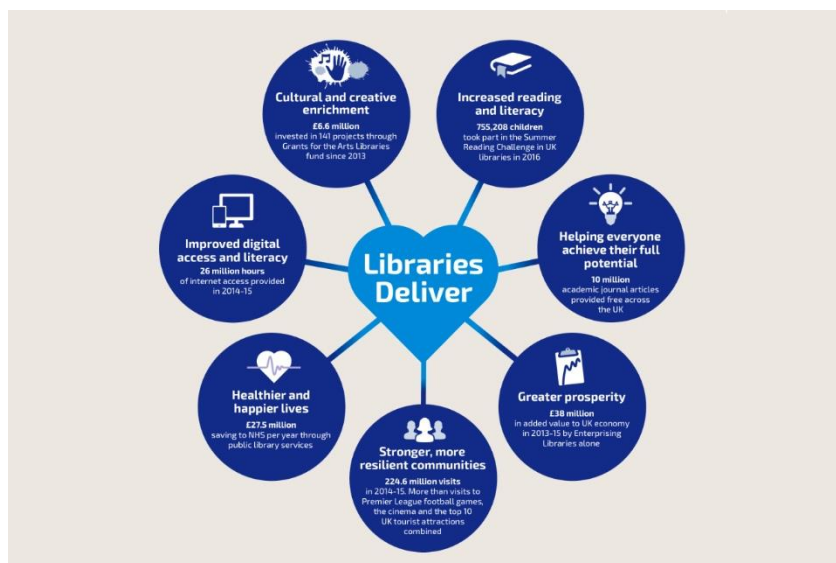 Cultural and creative
enrichment
£6.6 million
invested in 141 projects through
Grants for the Arts Libraries
fund since 2013
Increased reading
and literacy
755,208 children
took part in the Summer
Reading Challenge in UK
libraries in 2016
Improved digital
access and literacy
26 million hours
of internet access provided
in 2014-15
Libraries
Deliver
Helping everyone
achieve their full
potential
10 million
academic journal articles
provided free across
the UK
Healthier and
happier lives
£27.5 million
saving to NHS per year through
public library services
Greater prosperity
£38 million
in added value to UK economy
in 2013-15 by Enterprising
Libraries alone
Stronger, more
resilient communities
224.6 million visits
in 2014-15. More than visits to
Premier League football games,
the cinema and the top 10
UK tourist attractions
combined